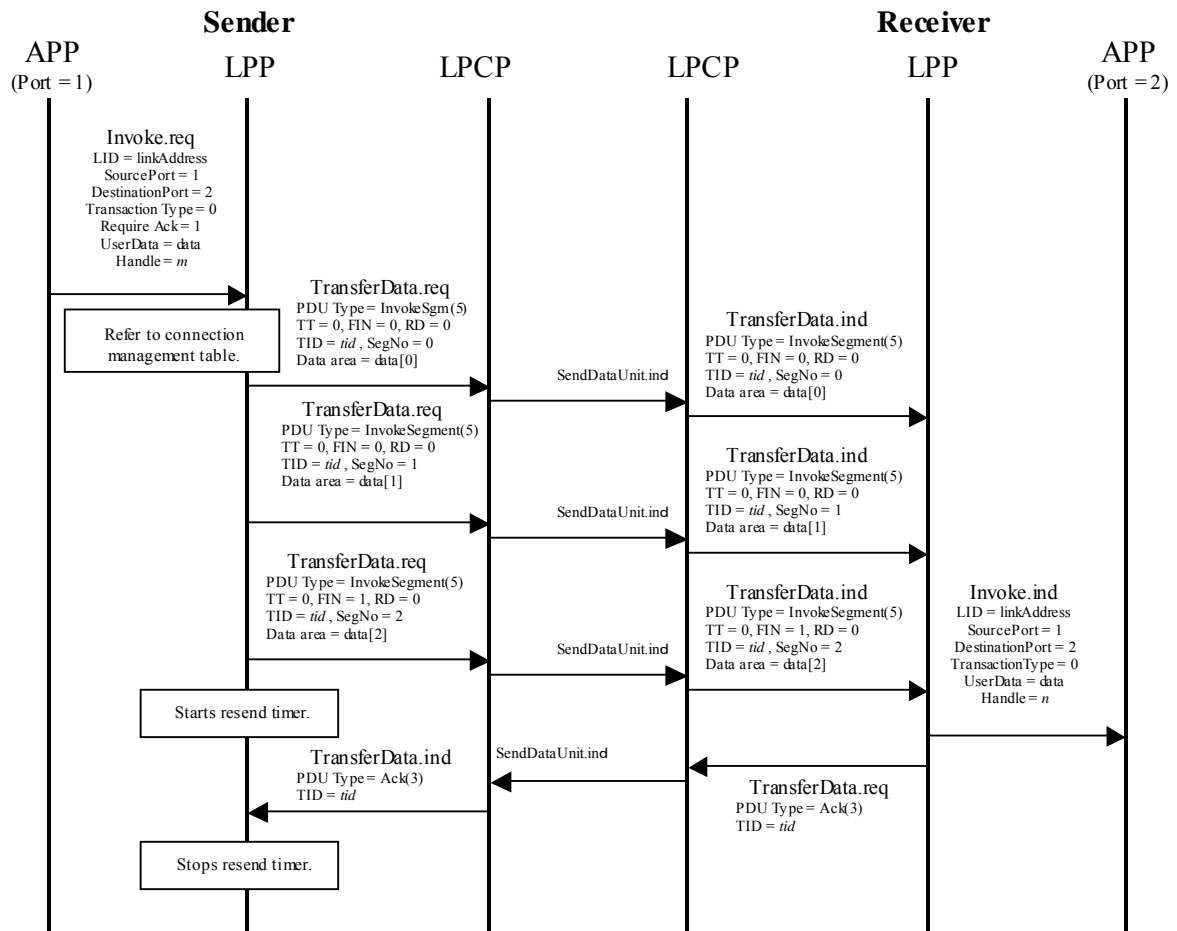 Sender
Receiver
APP
(Port = 1)
LPP
LPCP
LPCP
LPP
APP
(Port = 2)
Invoke.req
LID = linkAddress
SourcePort = 1
DestinationPort = 2
Transaction Type = 0
Require Ack = 1
UserData = data
Handle = m
Refer to connection
management table.
TransferData.req
PDU Type = InvokeSgm(5)
TT = 0, FIN = 0, RD = 0
TID = tid , SegNo = 0
Data area = data[0]
SendDataUnit.ind
TransferData.ind
PDU Type = InvokeSegment(5)
TT = 0, FIN = 0, RD = 0
TID = tid , SegNo = 0
Data area = data[0]
TransferData.req
PDU Type = InvokeSegment(5)
TT = 0, FIN = 0, RD = 0
TID = tid , SegNo = 1
Data area = data[1]
SendDataUnit.ind
TransferData.ind
PDU Type = InvokeSegment(5)
TT = 0, FIN = 0, RD = 0
TID = tid , SegNo = 1
Data area = data[1]
TransferData.req
PDU Type = InvokeSegment(5)
TT = 0, FIN = 1, RD = 0
TID = tid , SegNo = 2
Data area = data[2]
SendDataUnit.ind
TransferData.ind
PDU Type = InvokeSegment(5)
TT = 0, FIN = 1, RD = 0
TID = tid , SegNo = 2
Data area = data[2]
Invoke.ind
LID = linkAddress
SourcePort = 1
DestinationPort = 2
TransactionType = 0
UserData = data
Handle = n
Starts resend timer.
TransferData.ind
PDU Type = Ack(3)
TID = tid
SendDataUnit.ind
TransferData.req
PDU Type = Ack(3)
TID = tid
Stops resend timer.